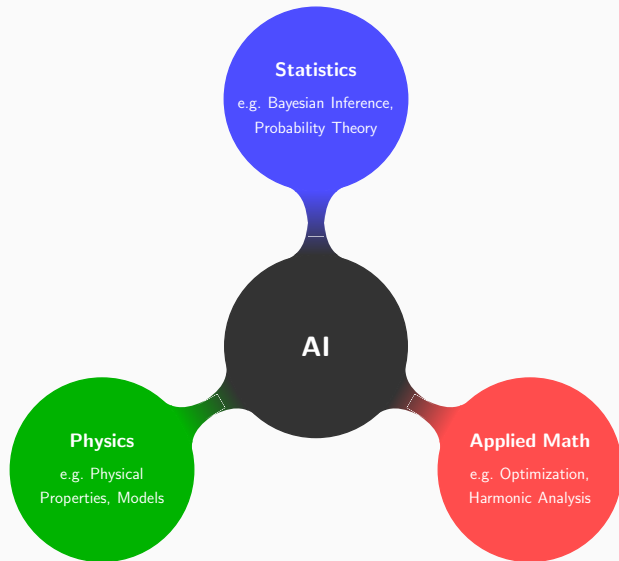 Statistics
e.g. Bayesian Inference,
Probability Theory
AI
Physics
e.g. Physical
Properties, Models
Applied Math
e.g. Optimization,
Harmonic Analysis